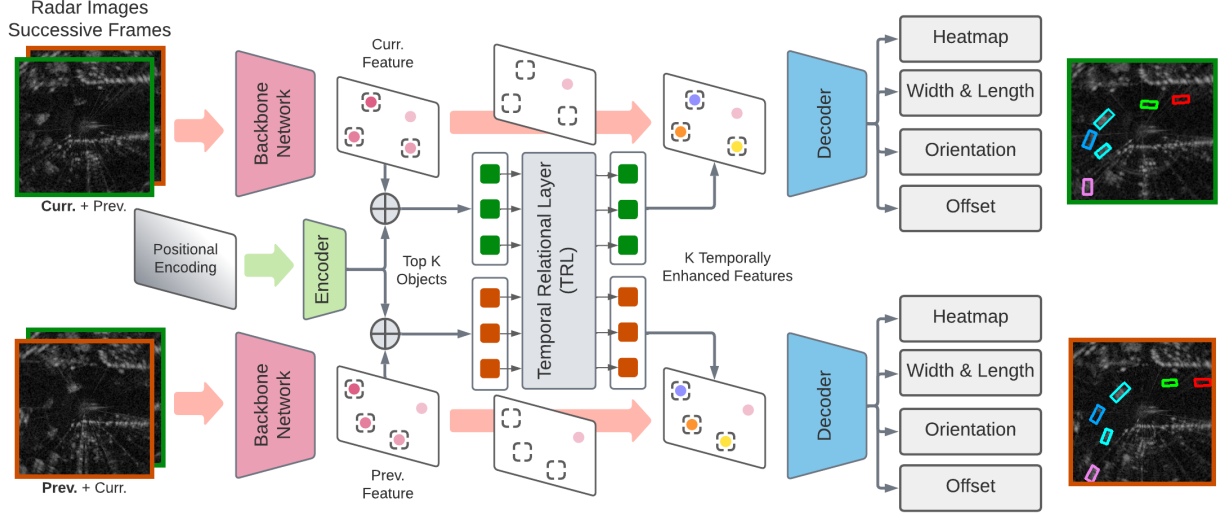 Radar Images
Successive Frames
Curr. + Prev.
Backbone
Network
Curr.
Feature
Positional
Encoding
Encoder
Top K
Objects
Temporal Relational Layer
(TRL)
K Temporally
Enhanced Features
Decoder
Heatmap
Width & Length
Orientation
Offset
Prev. + Curr.
Backbone
Network
Prev.
Feature
Decoder
Heatmap
Width & Length
Orientation
Offset